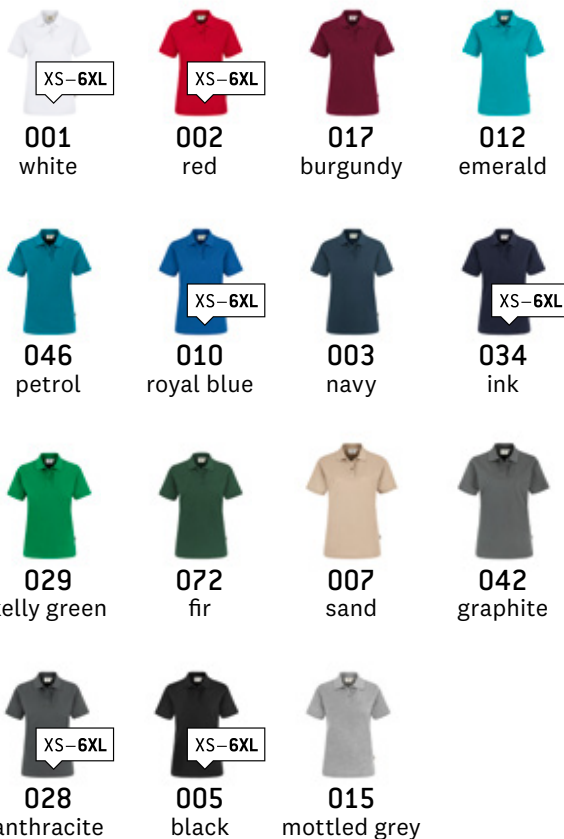 XS–6XL
XS–6XL
001
white
002
red
017
burgundy
012
emerald
XS–6XL
XS–6XL
046
petrol
010
royal blue
003
navy
034
ink
029
kelly green
072
fir
007
sand
042
graphite
XS–6XL
XS–6XL
028
anthracite
005
black
015
mottled grey